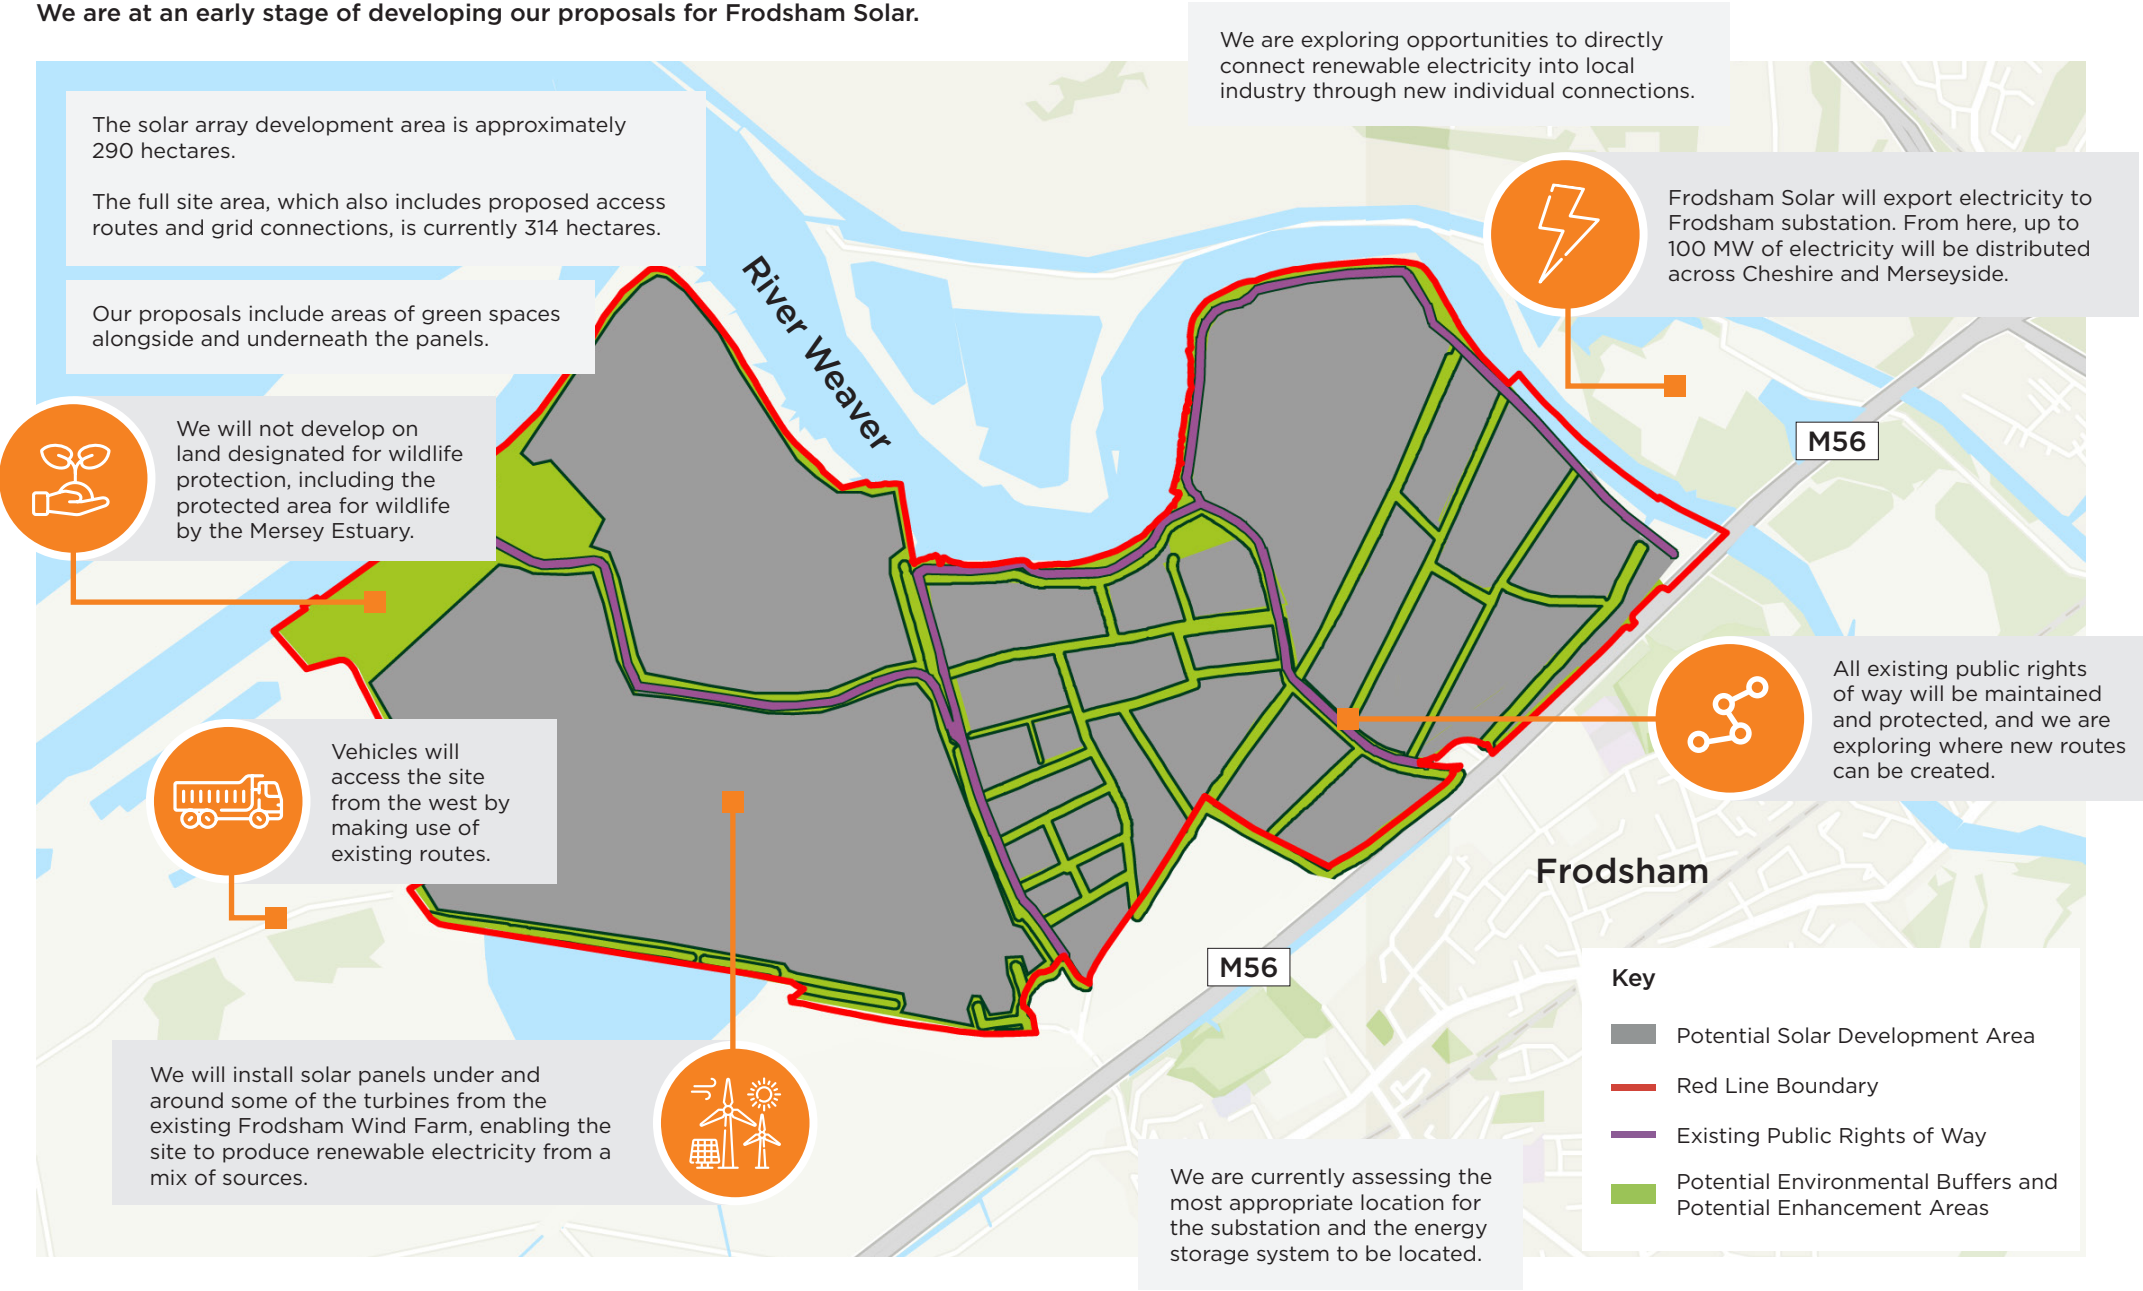 We are at an early stage of developing our proposals for Frodsham Solar.
We are exploring opportunities to directly
connect renewable electricity into local
industry through new individual connections.
The solar array development area is approximately
290 hectares.
The full site area, which also includes proposed access
routes and grid connections, is currently 314 hectares.
Frodsham Solar will export electricity to
Frodsham substation. From here, up to
100 MW of electricity will be distributed
across Cheshire and Merseyside.
Our proposals include areas of green spaces
alongside and underneath the panels.
River Weaver
We will not develop on
land designated for wildlife
protection, including the
protected area for wildlife
by the Mersey Estuary.
M56
All existing public rights
of way will be maintained
and protected, and we are
exploring where new routes
can be created.
Vehicles will
access the site
from the west by
making use of
existing routes.
Frodsham
M56
We will install solar panels under and
around some of the turbines from the
existing Frodsham Wind Farm, enabling the
site to produce renewable electricity from a
mix of sources.
We are currently assessing the
most appropriate location for
the substation and the energy
storage system to be located.
Key
Potential Solar Development Area
Red Line Boundary
Existing Public Rights of Way
Potential Environmental Buffers and
Potential Enhancement Areas